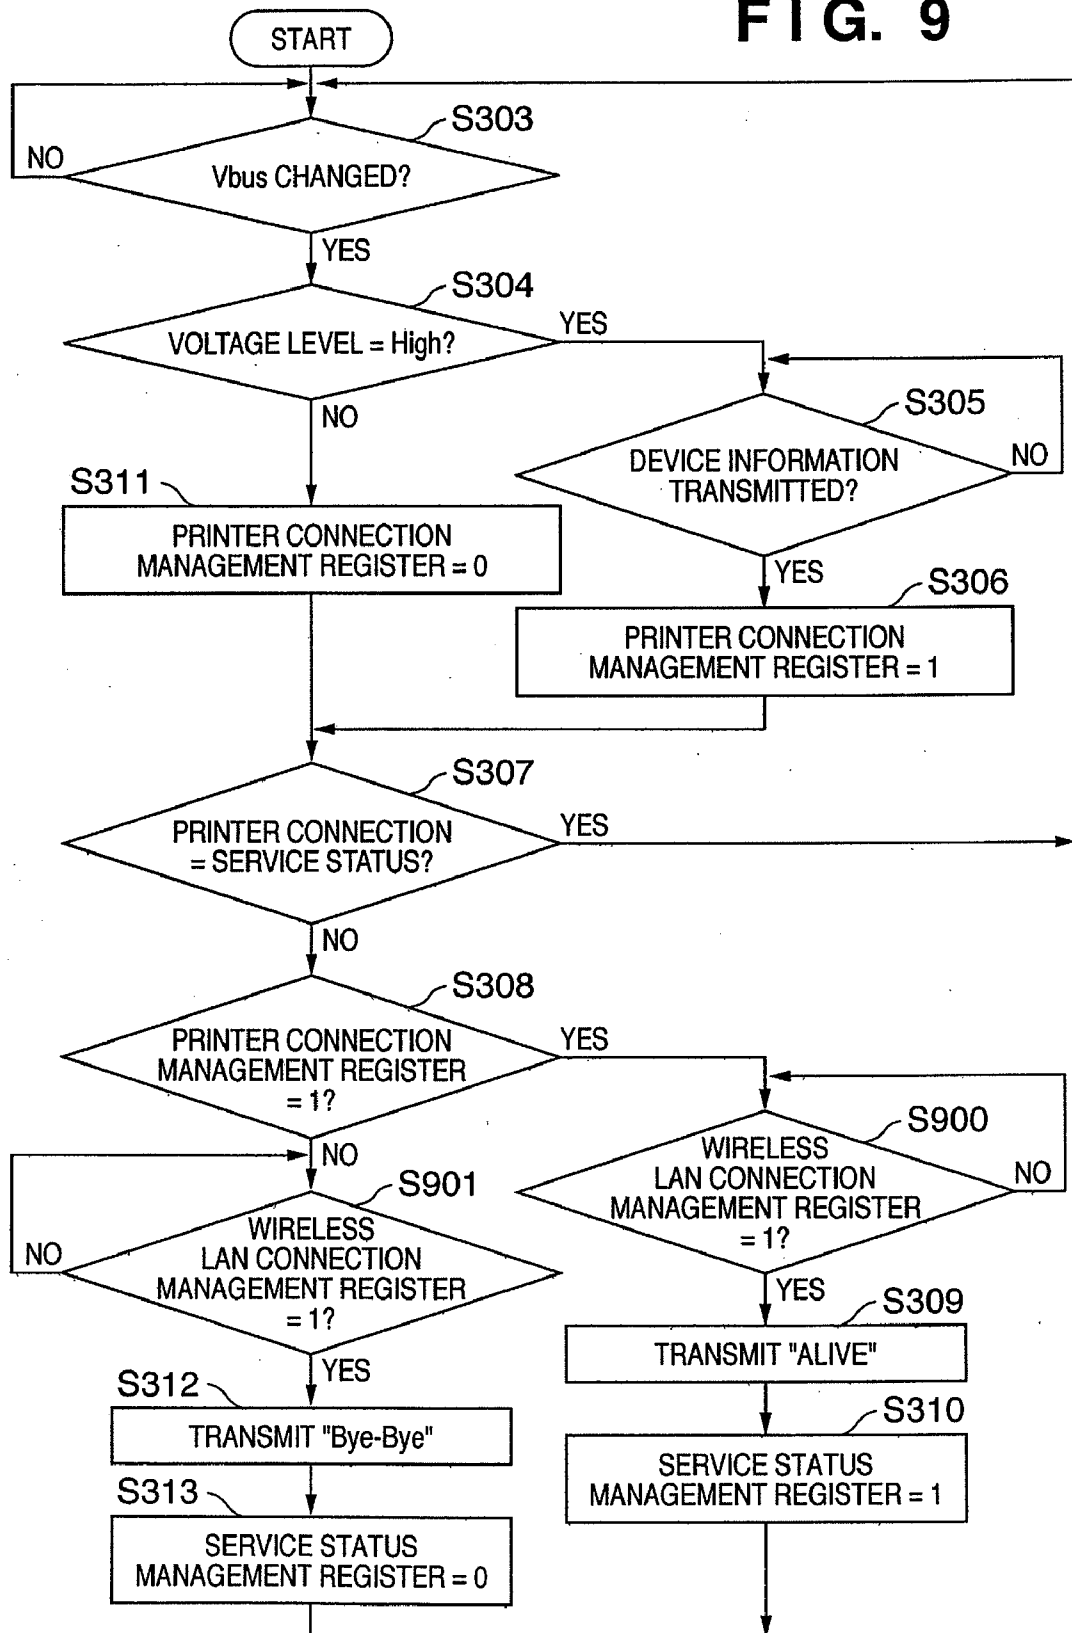 FIG. 9
START
S303
NO
Vbus CHANGED?
YES
S304
VOLTAGE LEVEL = High?
YES
NO
S305
DEVICE INFORMATION
TRANSMITTED?
NO
S311
PRINTER CONNECTION
MANAGEMENT REGISTER = 0
YES
S306
PRINTER CONNECTION
MANAGEMENT REGISTER = 1
S307
PRINTER CONNECTION
= SERVICE STATUS?
YES
NO
S308
PRINTER CONNECTION
MANAGEMENT REGISTER
= 1?
YES
NO
S900
WIRELESS
LAN CONNECTION
MANAGEMENT REGISTER
= 1?
NO
S901
WIRELESS
LAN CONNECTION
MANAGEMENT REGISTER
= 1?
NO
YES
S309
TRANSMIT "ALIVE"
YES
S312
TRANSMIT "Bye-Bye"
S310
SERVICE STATUS
MANAGEMENT REGISTER = 1
S313
SERVICE STATUS
MANAGEMENT REGISTER = 0